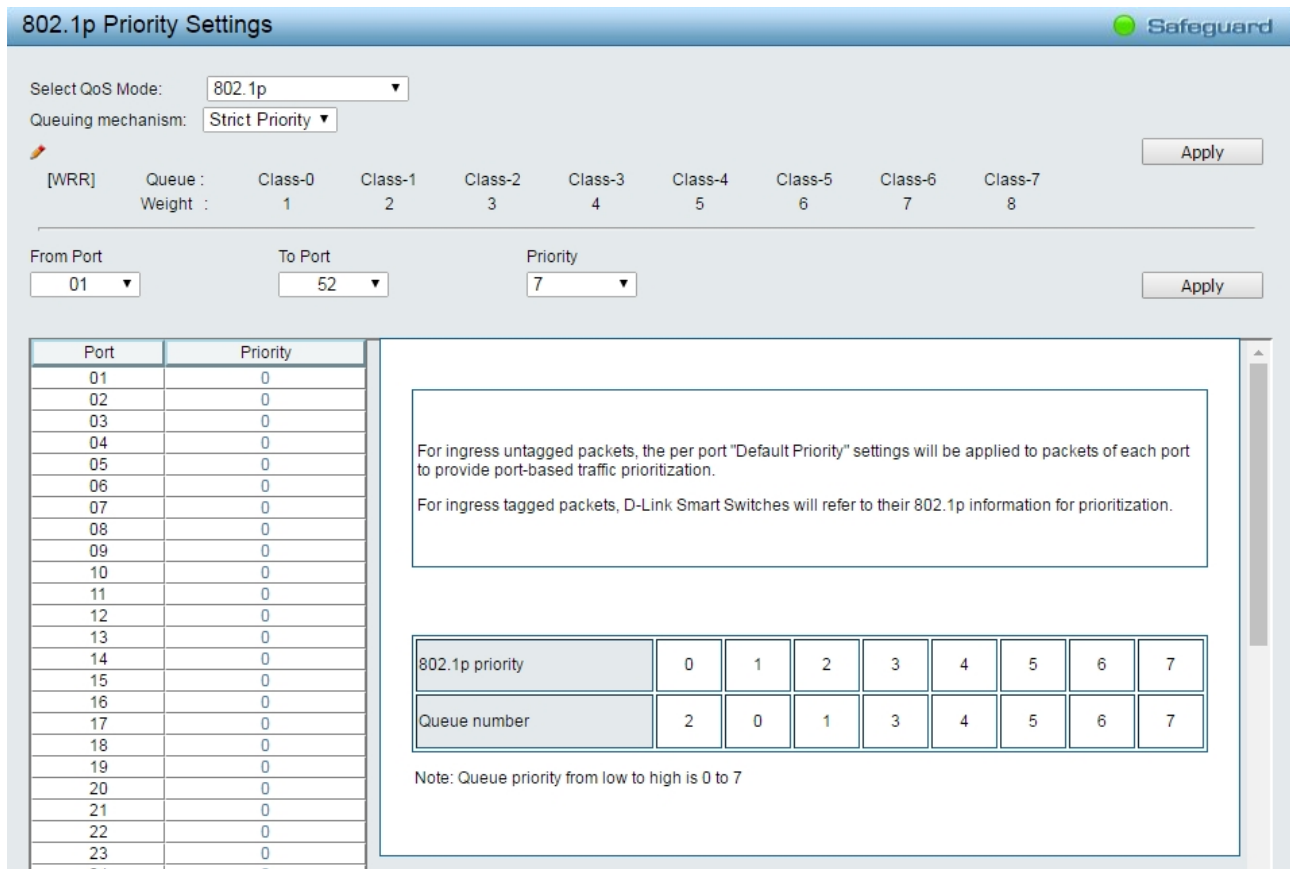 802.1p Priority Settings
Safeguard
Select QoS Mode: 802.1p
Queuing mechanism: Strict Priority
Apply
[WRR] Queue : Class-0 Class-1 Class-2 Class-3 Class-4 Class-5 Class-6 Class-7
Weight : 1 2 3 4 5 6 7 8
From Port To Port Priority
01 52 7 Apply
Port Priority
01 0
02 0
03 0
04 0
05 0
06 0
07 0
08 0
09 0
10 0
11 0
12 0
13 0
14 0
15 0
16 0
17 0
18 0
19 0
20 0
21 0
22 0
23 0
For ingress untagged packets, the per port "Default Priority" settings will be applied to packets of each port
to provide port-based traffic prioritization.
For ingress tagged packets, D-Link Smart Switches will refer to their 802.1p information for prioritization.
802.1p priority 0 1 2 3 4 5 6 7
Queue number 2 0 1 3 4 5 6 7
Note: Queue priority from low to high is 0 to 7